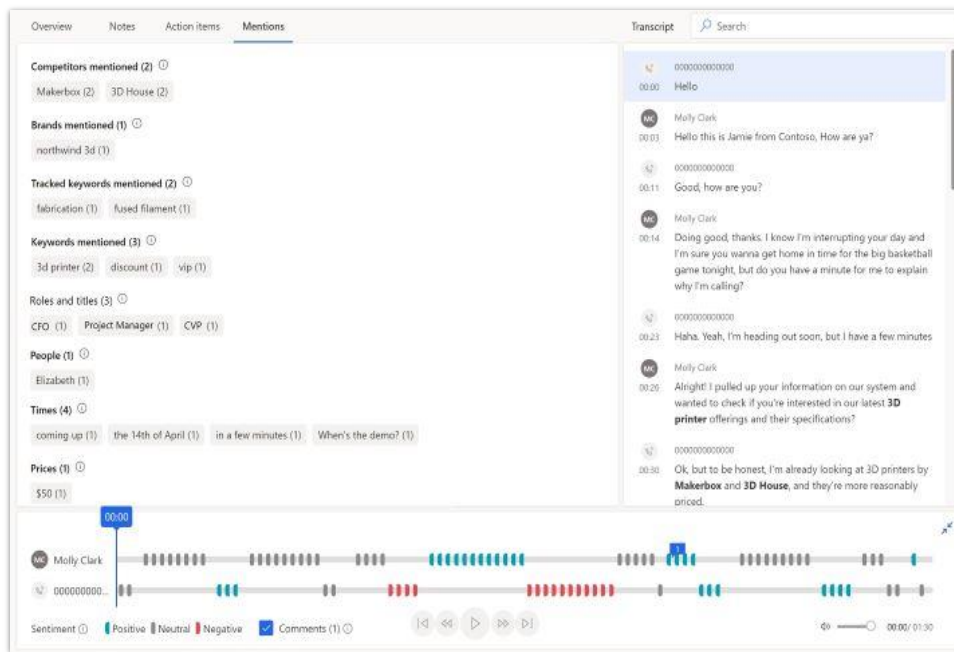 Overview Notes Action items Mentions
Transcript Search
Competitors mentioned (2)
Makerbox (2) 3D House (2)
Brands mentioned (1)
northwind 3d (1)
Tracked keywords mentioned (2)
fabrication (1) fused filament (1)
Keywords mentioned (3)
3d printer (2) discount (1) vip (1)
Roles and titles (3)
CFO (1) Project Manager (1) CVP (1)
People (1)
Elizabeth (1)
Times (4)
coming up (1) the 14th of April (1) in a few minutes (1) When's the demo? (1)
Prices (1)
$50 (1)
0000000000000
00:00 Hello
MC Molly Clark
00:03 Hello this is Jamie from Contoso, How are ya?
0000000000000
00:11 Good, how are you?
MC Molly Clark
00:14 Doing good, thanks. I know I'm interrupting your day and
I'm sure you wanna get home in time for the big basketball
game tonight, but do you have a minute for me to explain
why I'm calling?
0000000000000
00:23 Haha. Yeah, I'm heading out soon, but I have a few minutes
MC Molly Clark
00:26 Alright! I pulled up your information on our system and
wanted to check if you're interested in our latest 3D
printer offerings and their specifications?
0000000000000
00:30 Ok, but to be honest, I'm already looking at 3D printers by
Makerbox and 3D House, and they're more reasonably
priced.
00:00
MC Molly Clark
1
000000000...
Sentiment Positive Neutral Negative Comments (1)
00:00/ 01:30